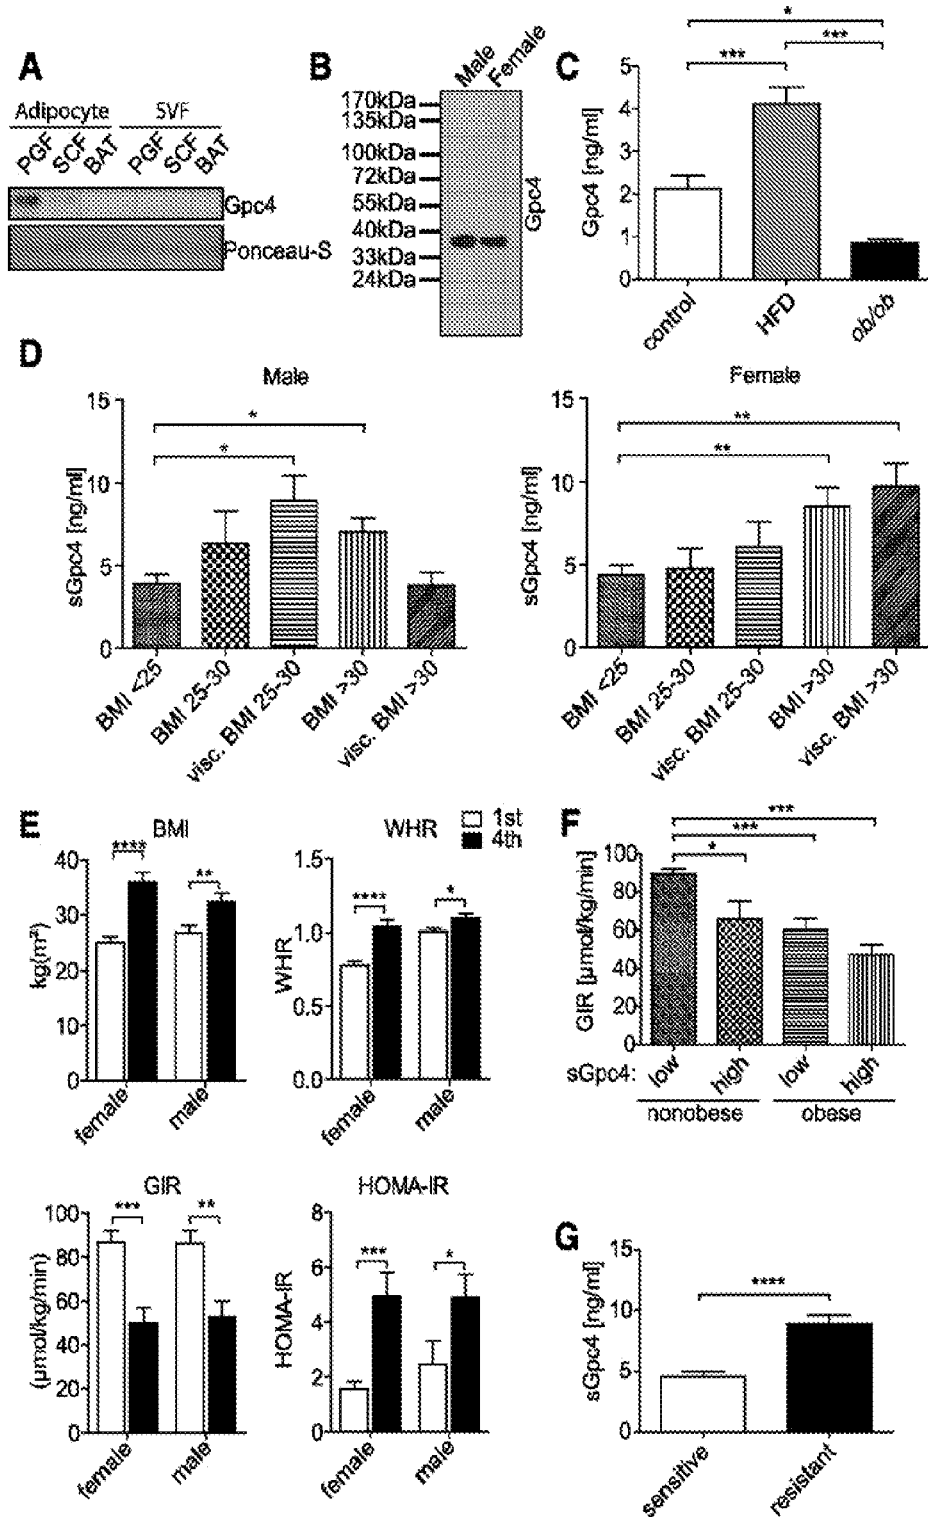 A
Adipocyte SVF
PGF SCF BAT PGF SCF BAT
Gpc4
Ponceau-S
B
Male Female
170kDa
135kDa
100kDa
72kDa
55kDa
40kDa
33kDa
24kDa
Gpc4
C
* 
***
***
Gpc4 [ng/ml]
5
4
3
2
1
0
control HFD ob/ob
D
Male
*
*
sGpc4 [ng/ml]
15
10
5
0
BMI <25 BMI 25-30 visc. BMI 25-30 BMI >30 visc. BMI >30
Female
**
**
sGpc4 [ng/ml]
15
10
5
0
BMI <25 BMI 25-30 visc. BMI 25-30 BMI >30 visc. BMI >30
E
1st
4th
BMI
**** **
kg(m²)
40
30
20
10
0
female male
WHR
**** *
WHR
1.5
1.0
0.5
0.0
female male
GIR
*** **
(µmol/kg/min)
100
80
60
40
20
0
female male
HOMA-IR
*** *
HOMA-IR
8
6
4
2
0
female male
F
***
***
*
GIR [µmol/kg/min]
100
80
60
40
20
0
sGpc4: low high low high
nonobese obese
G
****
sGpc4 [ng/ml]
15
10
5
0
sensitive resistant